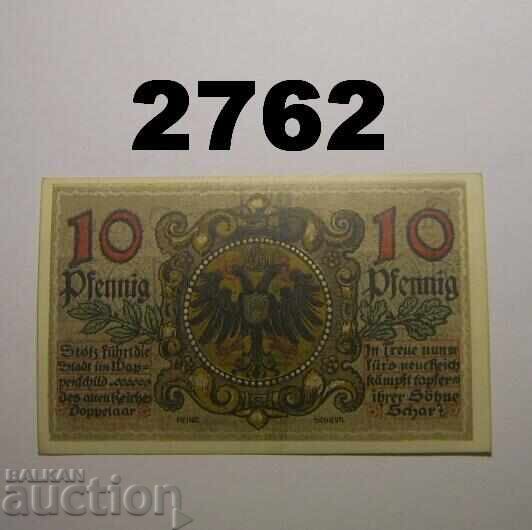 2762
10 10
Pfennig Pfennig
Stolz führt die
Stadt im Wap-
penschild
des alten Reiches
Doppelaar
In Treue nun
fürs neue Reich
kämpft tapfer
ihrer Söhne
Schar
BALKAN
auction